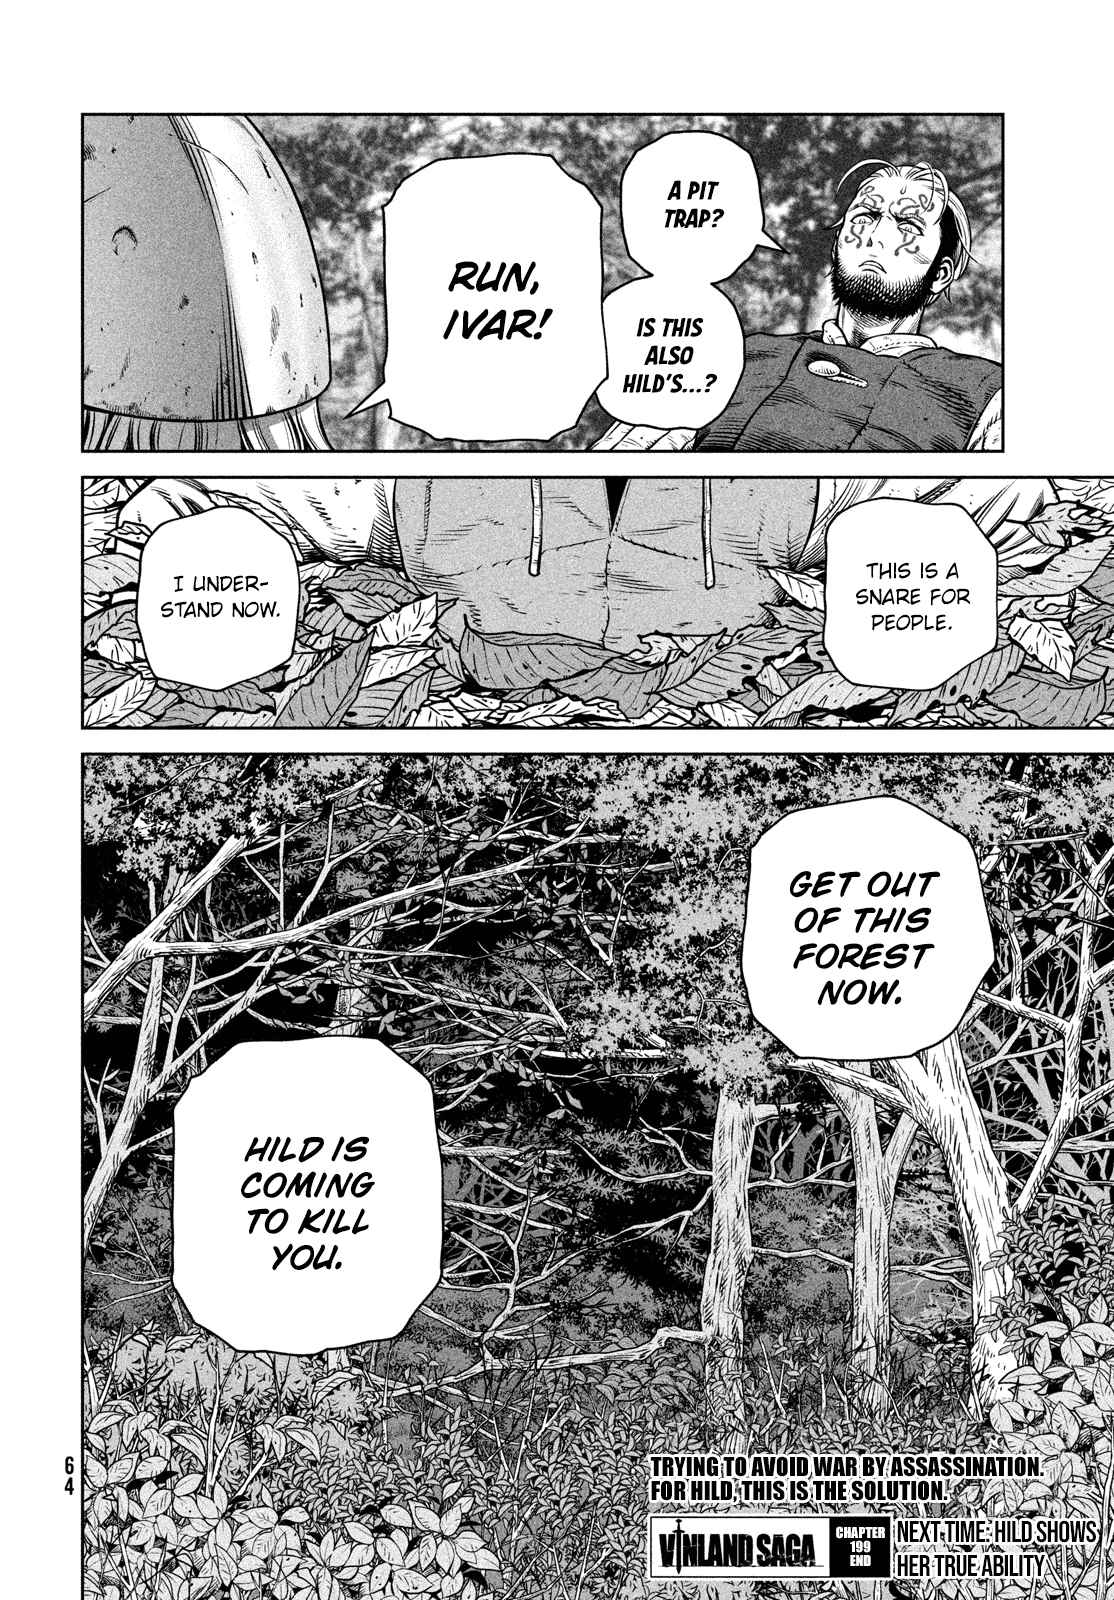 A PIT
TRAP?
IS THIS
ALSO
HILD'S...?
RUN,
IVAR!
THIS IS A
SNARE FOR
PEOPLE.
I UNDER-
STAND NOW.
GET OUT
OF THIS
FOREST
NOW.
HILD IS
COMING
TO KILL
YOU.
64
TRYING TO AVOID WAR BY ASSASSINATION.
FOR HILD, THIS IS THE SOLUTION.
VINLAND SAGA
CHAPTER
199
END
NEXT TIME: HILD SHOWS
HER TRUE ABILITY